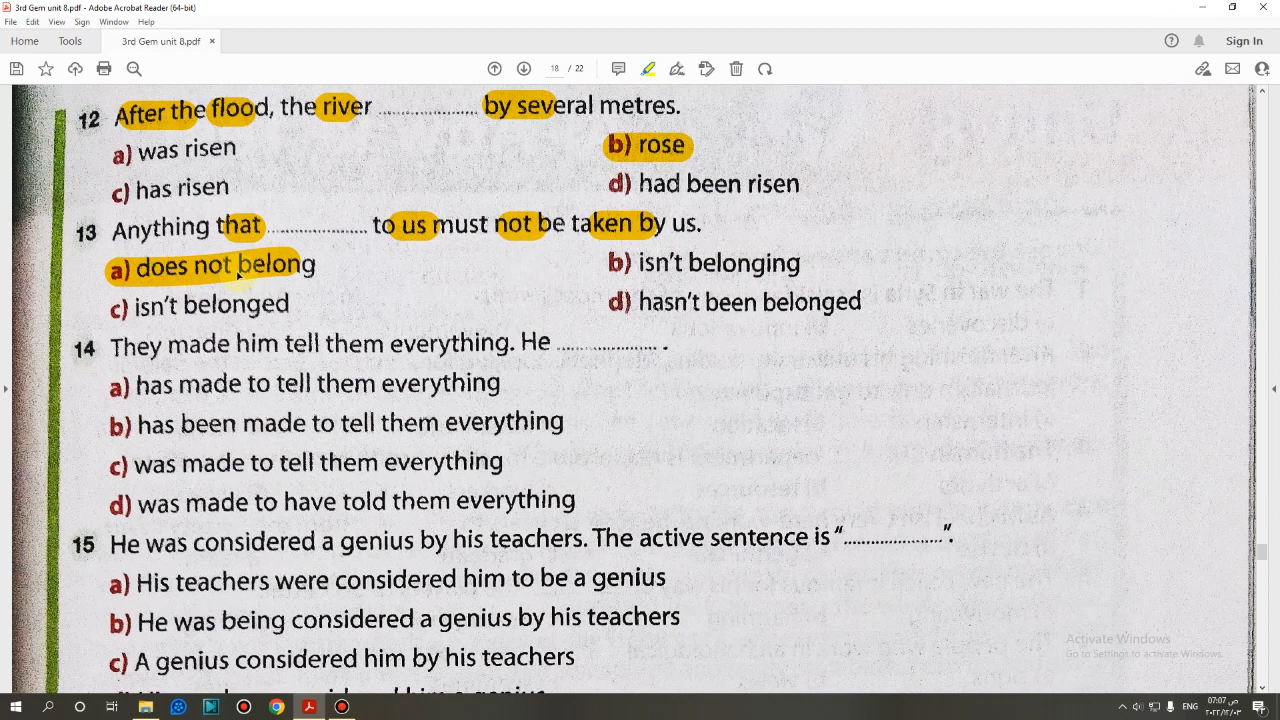 3rd Gem unit 8.pdf - Adobe Acrobat Reader (64-bit)
File Edit View Sign Window Help
Home Tools 3rd Gem unit 8.pdf × Sign In
18 / 22
12 After the flood, the river .................... by several metres.
a) was risen b) rose
c) has risen d) had been risen
13 Anything that .................... to us must not be taken by us.
a) does not belong b) isn't belonging
c) isn't belonged d) hasn't been belonged
14 They made him tell them everything. He .................... .
a) has made to tell them everything
b) has been made to tell them everything
c) was made to tell them everything
d) was made to have told them everything
15 He was considered a genius by his teachers. The active sentence is "....................".
a) His teachers were considered him to be a genius
b) He was being considered a genius by his teachers
c) A genius considered him by his teachers
Activate Windows
Go to Settings to activate Windows.
ENG 07:07 ص
٢٠٢٢/١٢/٠٣